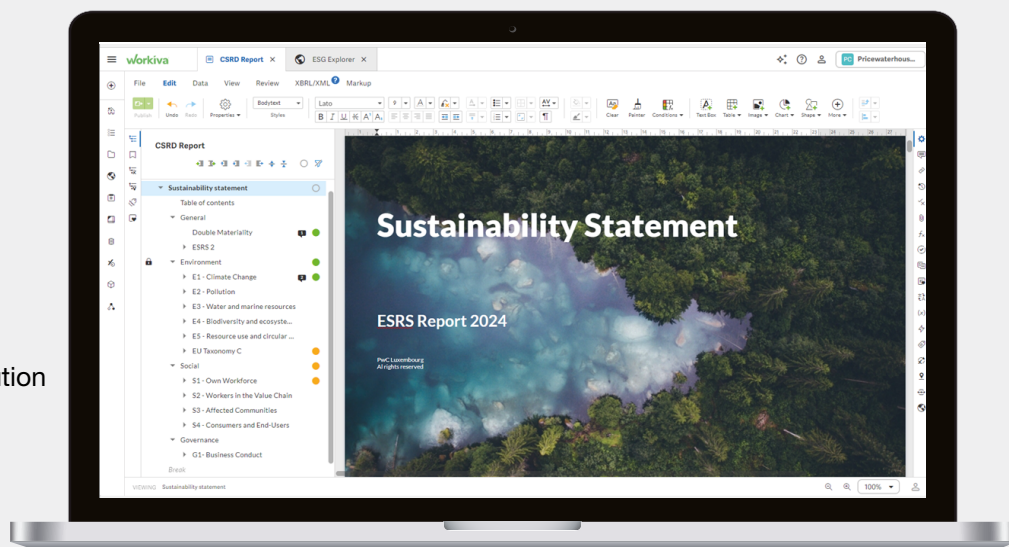 workiva
CSRD Report ×
ESG Explorer ×
PC Pricewaterhous...
File Edit Data View Review XBRL/XML ? Markup
Publish Undo Redo Properties Bodytext Styles Lato 9 B I U Clear Painter Conditions Text Box Table Image Chart Shape More
CSRD Report
Sustainability statement
Table of contents
General
Double Materiality
ESRS 2
Environment
E1 - Climate Change
E2 - Pollution
E3 - Water and marine resources
E4 - Biodiversity and ecosyste...
E5 - Resource use and circular ...
EU Taxonomy C
Social
S1 - Own Workforce
S2 - Workers in the Value Chain
S3 - Affected Communities
S4 - Consumers and End-Users
Governance
G1- Business Conduct
Break
Sustainability Statement
ESRS Report 2024
PwC Luxembourg
Al rights reserved
VIEWING Sustainability statement
100%